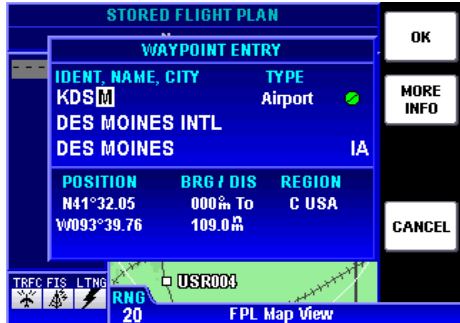 STORED FLIGHT PLAN
OK
WAYPOINT ENTRY
IDENT, NAME, CITY TYPE
KDSM Airport
MORE INFO
DES MOINES INTL
DES MOINES IA
POSITION BRG / DIS REGION
N41°32.05 000°m To C USA
W093°39.76 109.0nm
CANCEL
TRFC FIS LTNG
USR004
RNG
20 FPL Map View